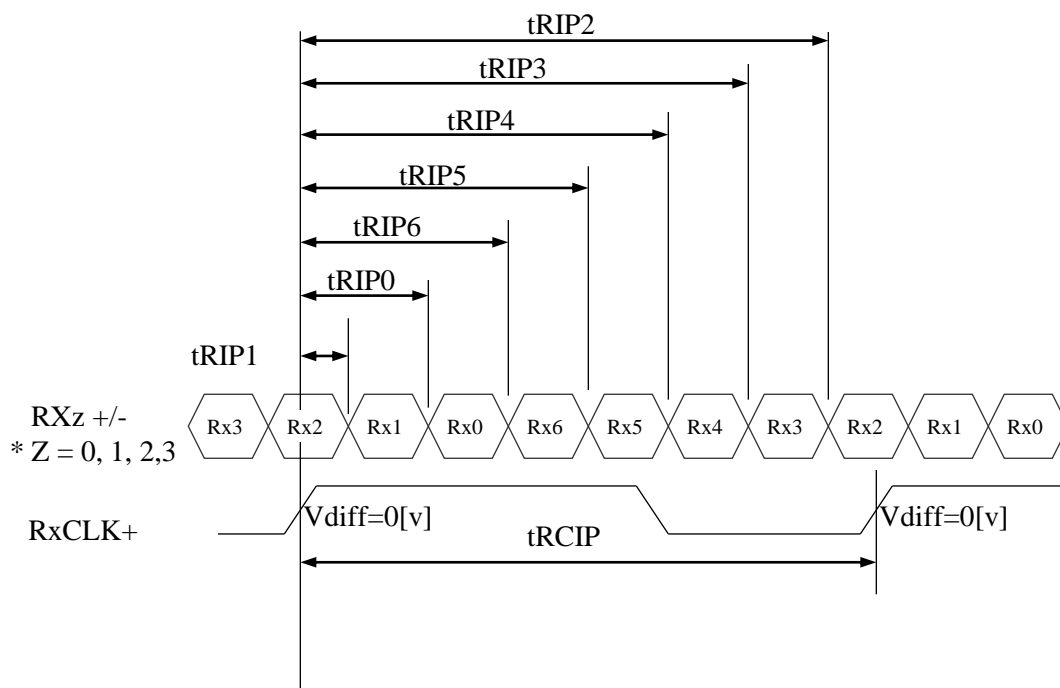 tRIP2
tRIP3
tRIP4
tRIP5
tRIP6
tRIP0
tRIP1
RXz +/-
* Z = 0, 1, 2,3
Rx3 Rx2 Rx1 Rx0 Rx6 Rx5 Rx4 Rx3 Rx2 Rx1 Rx0
RxCLK+
Vdiff=0[v] Vdiff=0[v]
tRCIP